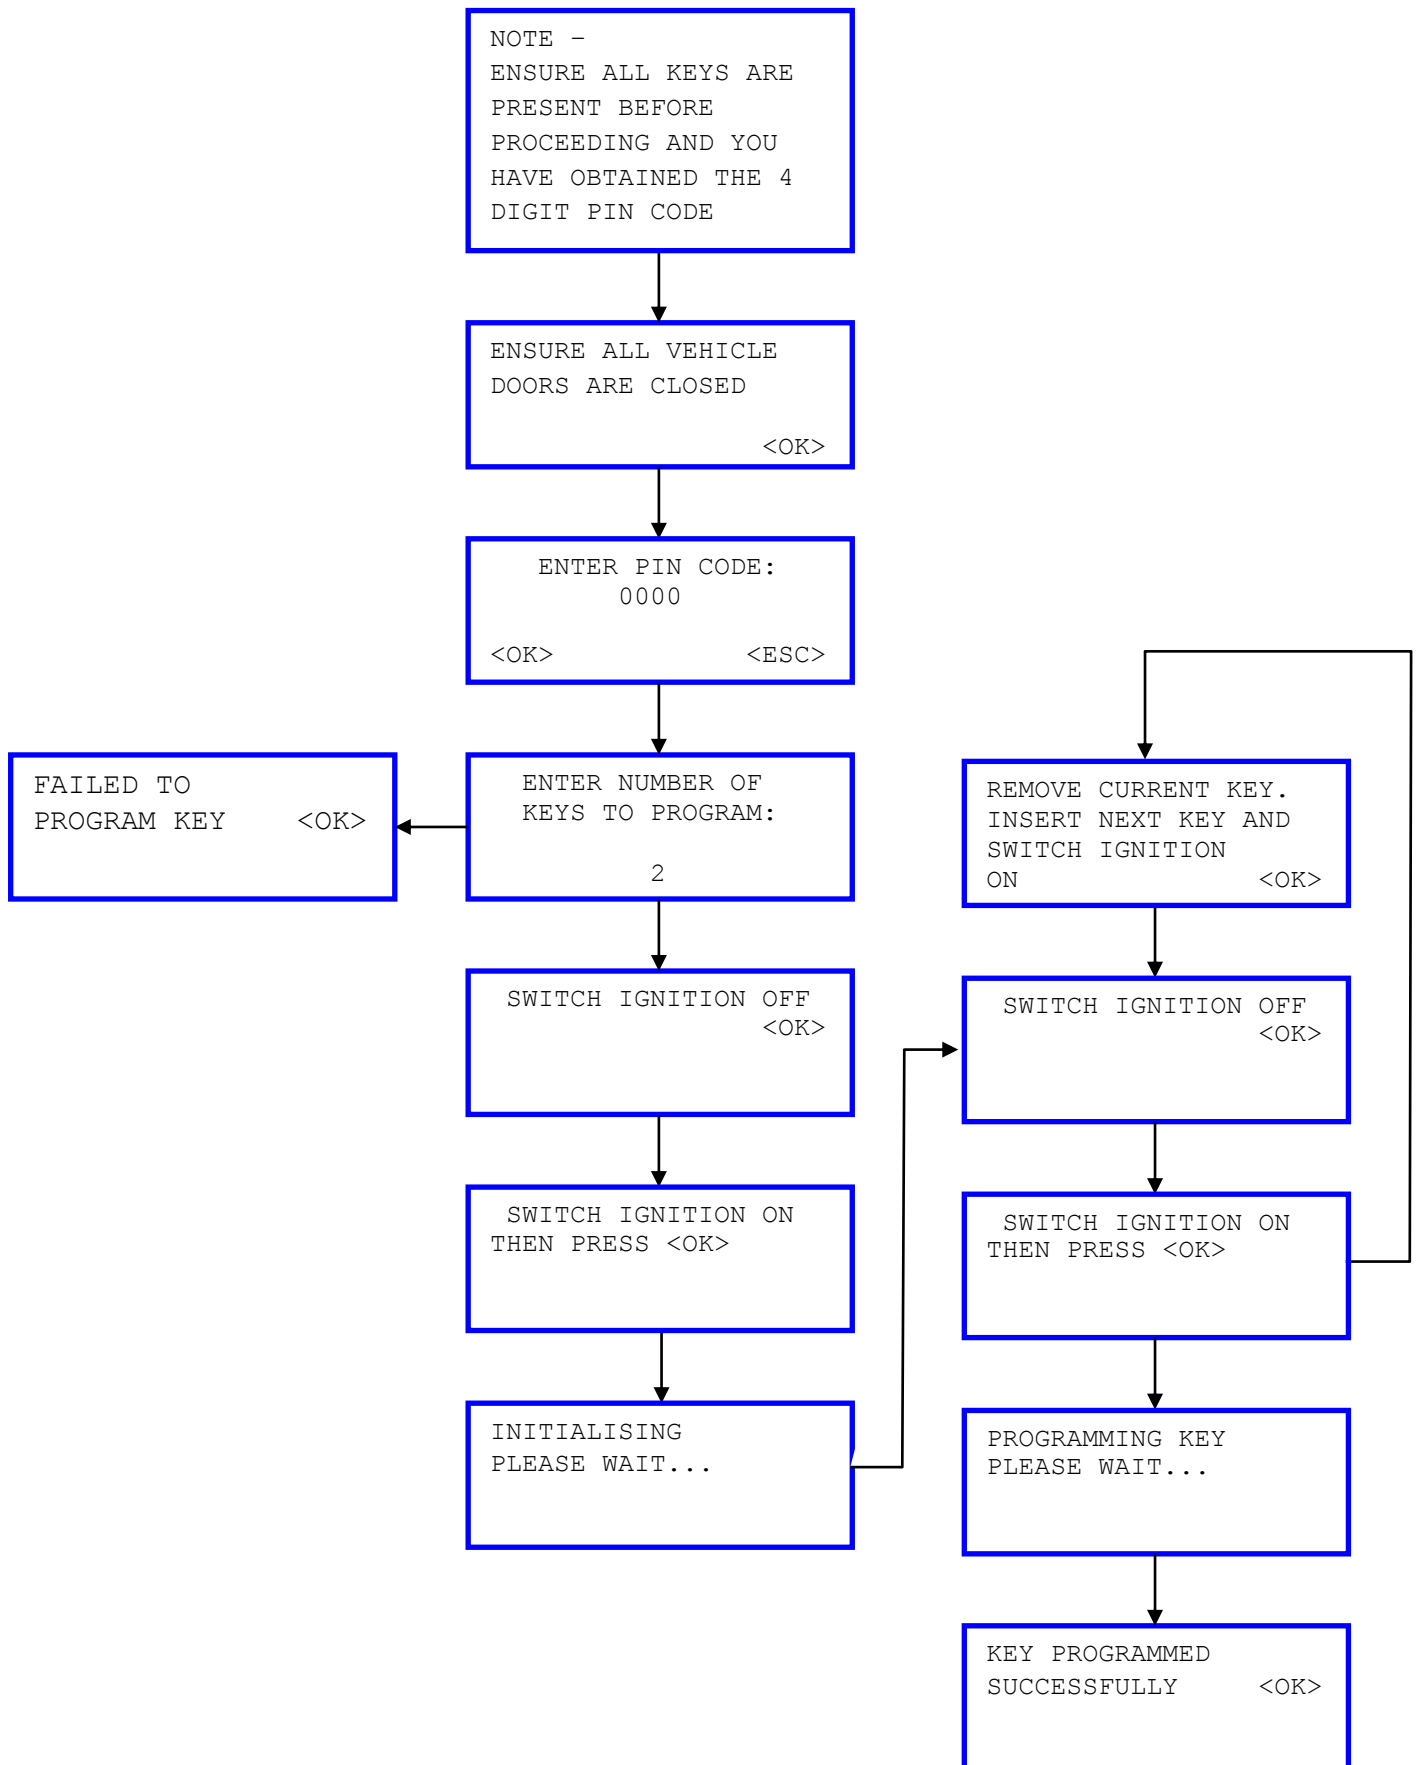 NOTE –
ENSURE ALL KEYS ARE
PRESENT BEFORE
PROCEEDING AND YOU
HAVE OBTAINED THE 4
DIGIT PIN CODE
ENSURE ALL VEHICLE
DOORS ARE CLOSED
<OK>
ENTER PIN CODE:
0000
<OK> <ESC>
FAILED TO
PROGRAM KEY <OK>
ENTER NUMBER OF
KEYS TO PROGRAM:
2
SWITCH IGNITION OFF
<OK>
SWITCH IGNITION ON
THEN PRESS <OK>
INITIALISING
PLEASE WAIT...
REMOVE CURRENT KEY.
INSERT NEXT KEY AND
SWITCH IGNITION
ON <OK>
SWITCH IGNITION OFF
<OK>
SWITCH IGNITION ON
THEN PRESS <OK>
PROGRAMMING KEY
PLEASE WAIT...
KEY PROGRAMMED
SUCCESSFULLY <OK>